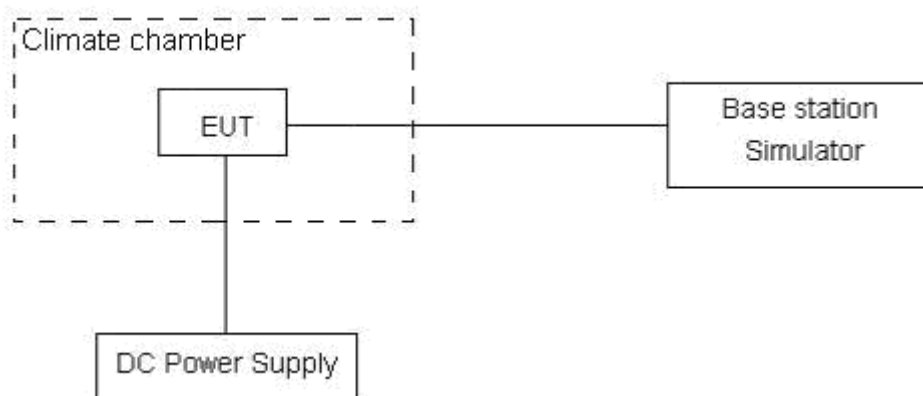 Climate chamber
EUT
Base station
Simulator
DC Power Supply